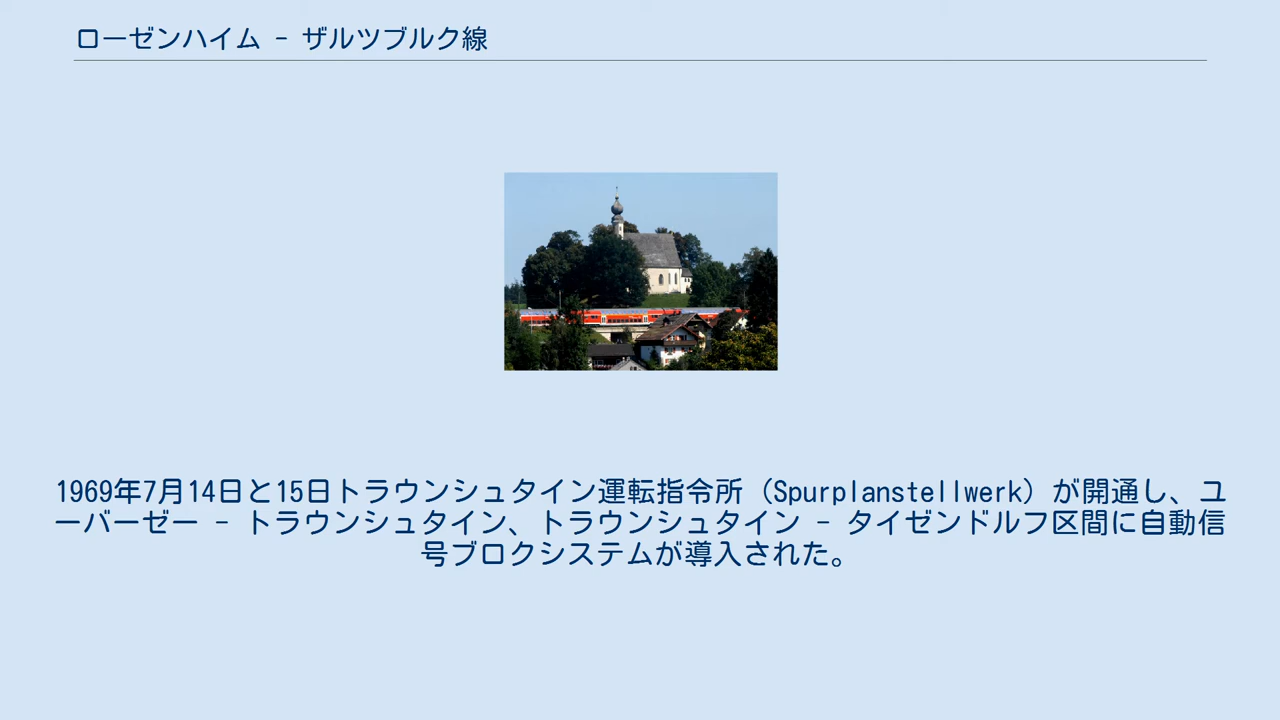 ローゼンハイム - ザルツブルク線
1969年7月14日と15日トラウンシュタイン運転指令所（Spurplanstellwerk）が開通し、ユ
ーバーゼー - トラウンシュタイン、トラウンシュタイン - タイゼンドルフ区間に自動信
号ブロクシステムが導入された。